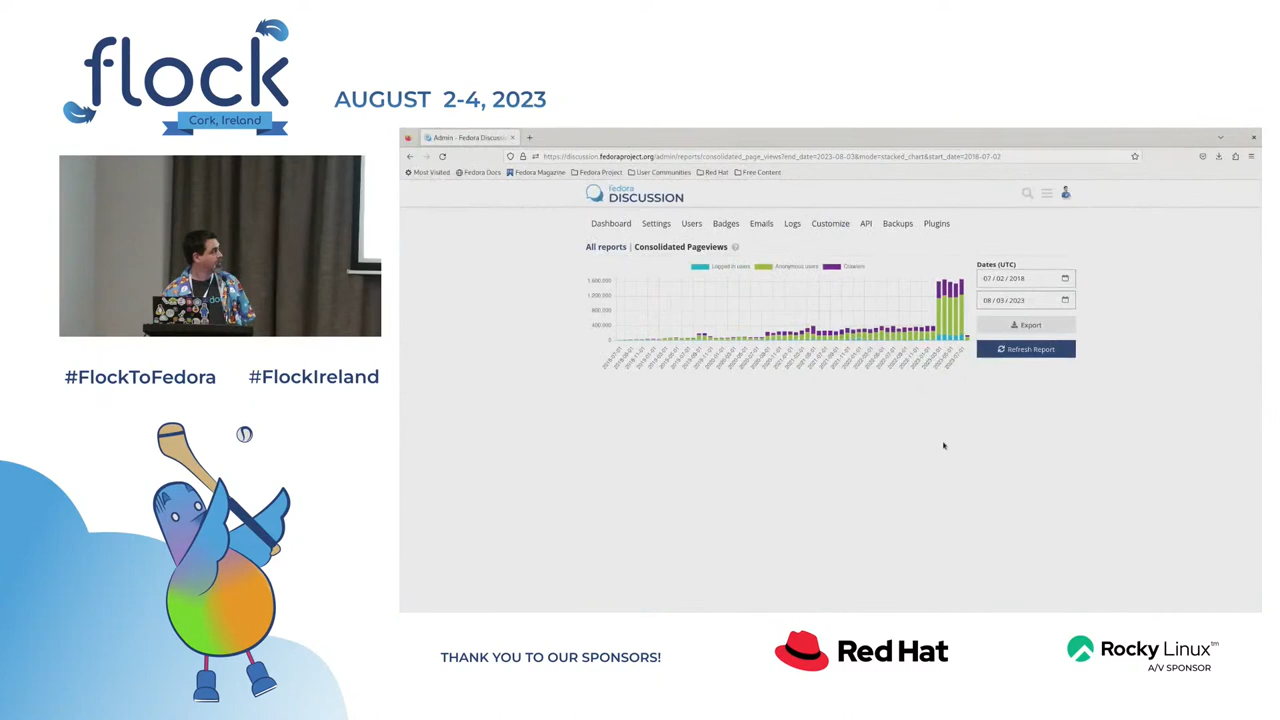 flock
Cork, Ireland
AUGUST 2-4, 2023
Admin - Fedora Discussi
https://discussion.fedoraproject.org/admin/reports/consolidated_page_views?end_date=2023-08-03&mode=stacked_chart&start_date=2018-07-02
Most Visited Fedora Docs Fedora Magazine Fedora Project User Communities Red Hat Free Content
fedora
DISCUSSION
Dashboard Settings Users Badges Emails Logs Customize API Backups Plugins
All reports | Consolidated Pageviews
Logged in users Anonymous users Crawlers
Dates (UTC)
07/02/2018
08/03/2023
Export
Refresh Report
1,600,000
1,200,000
800,000
400,000
0
#FlockToFedora #FlockIreland
THANK YOU TO OUR SPONSORS!
Red Hat
Rocky Linux™
A/V SPONSOR